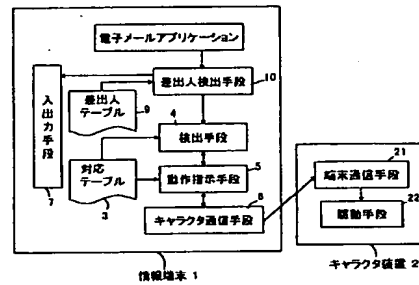 電子メールアプリケーション
差出人検出手段
10
差出人
テーブル
9
入出力手段
7
4
検出手段
対応
テーブル
3
5
動作指示手段
6
キャラクタ通信手段
情報端末 1
21
端末通信手段
22
駆動手段
キャラクタ装置 2